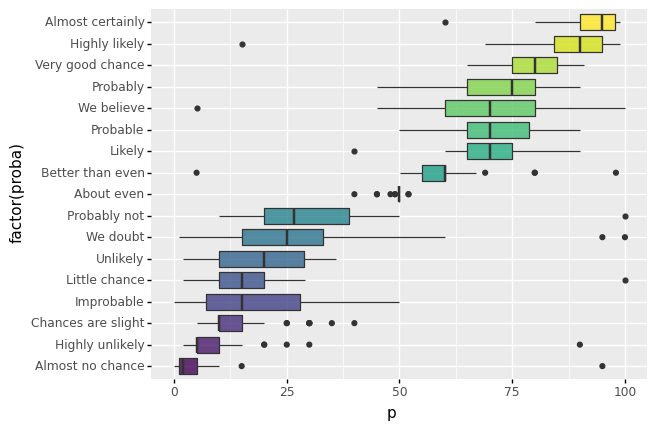 Almost certainly
Highly likely
Very good chance
Probably
We believe
Probable
Likely
Better than even
About even
Probably not
We doubt
Unlikely
Little chance
Improbable
Chances are slight
Highly unlikely
Almost no chance
factor(proba)
0 25 50 75 100
p